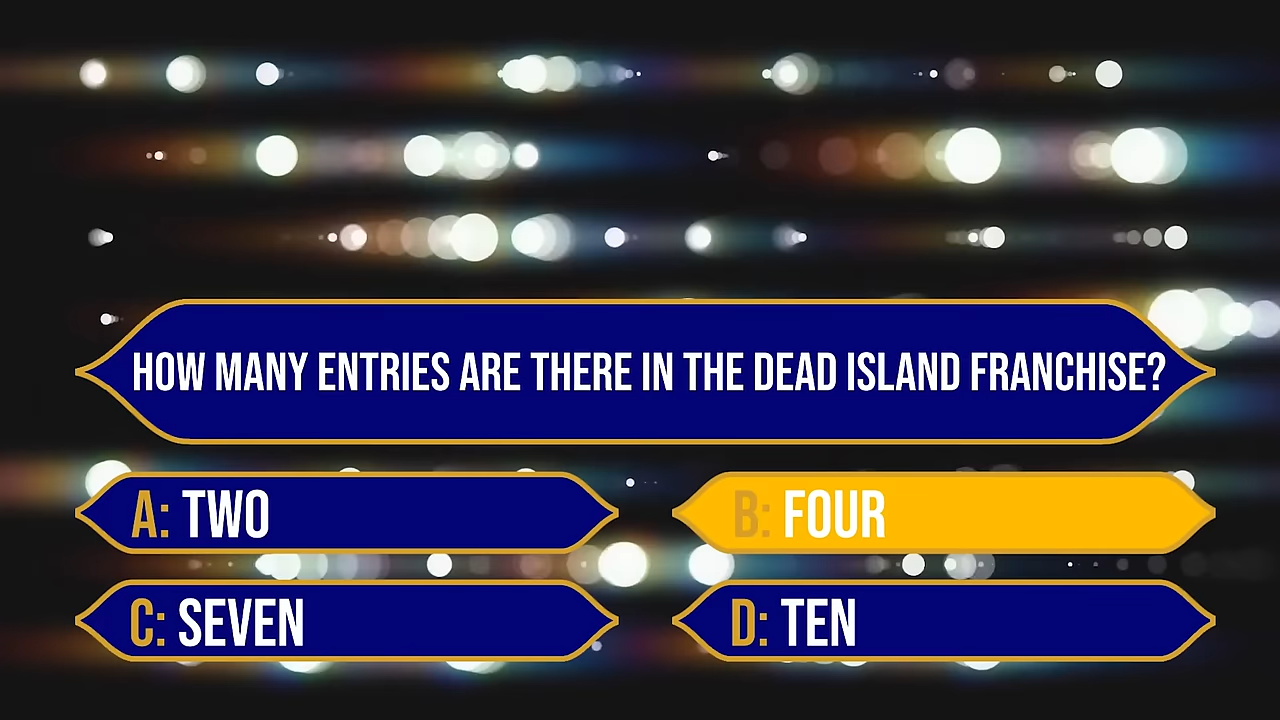 HOW MANY ENTRIES ARE THERE IN THE DEAD ISLAND FRANCHISE?
A: TWO
B: FOUR
C: SEVEN
D: TEN